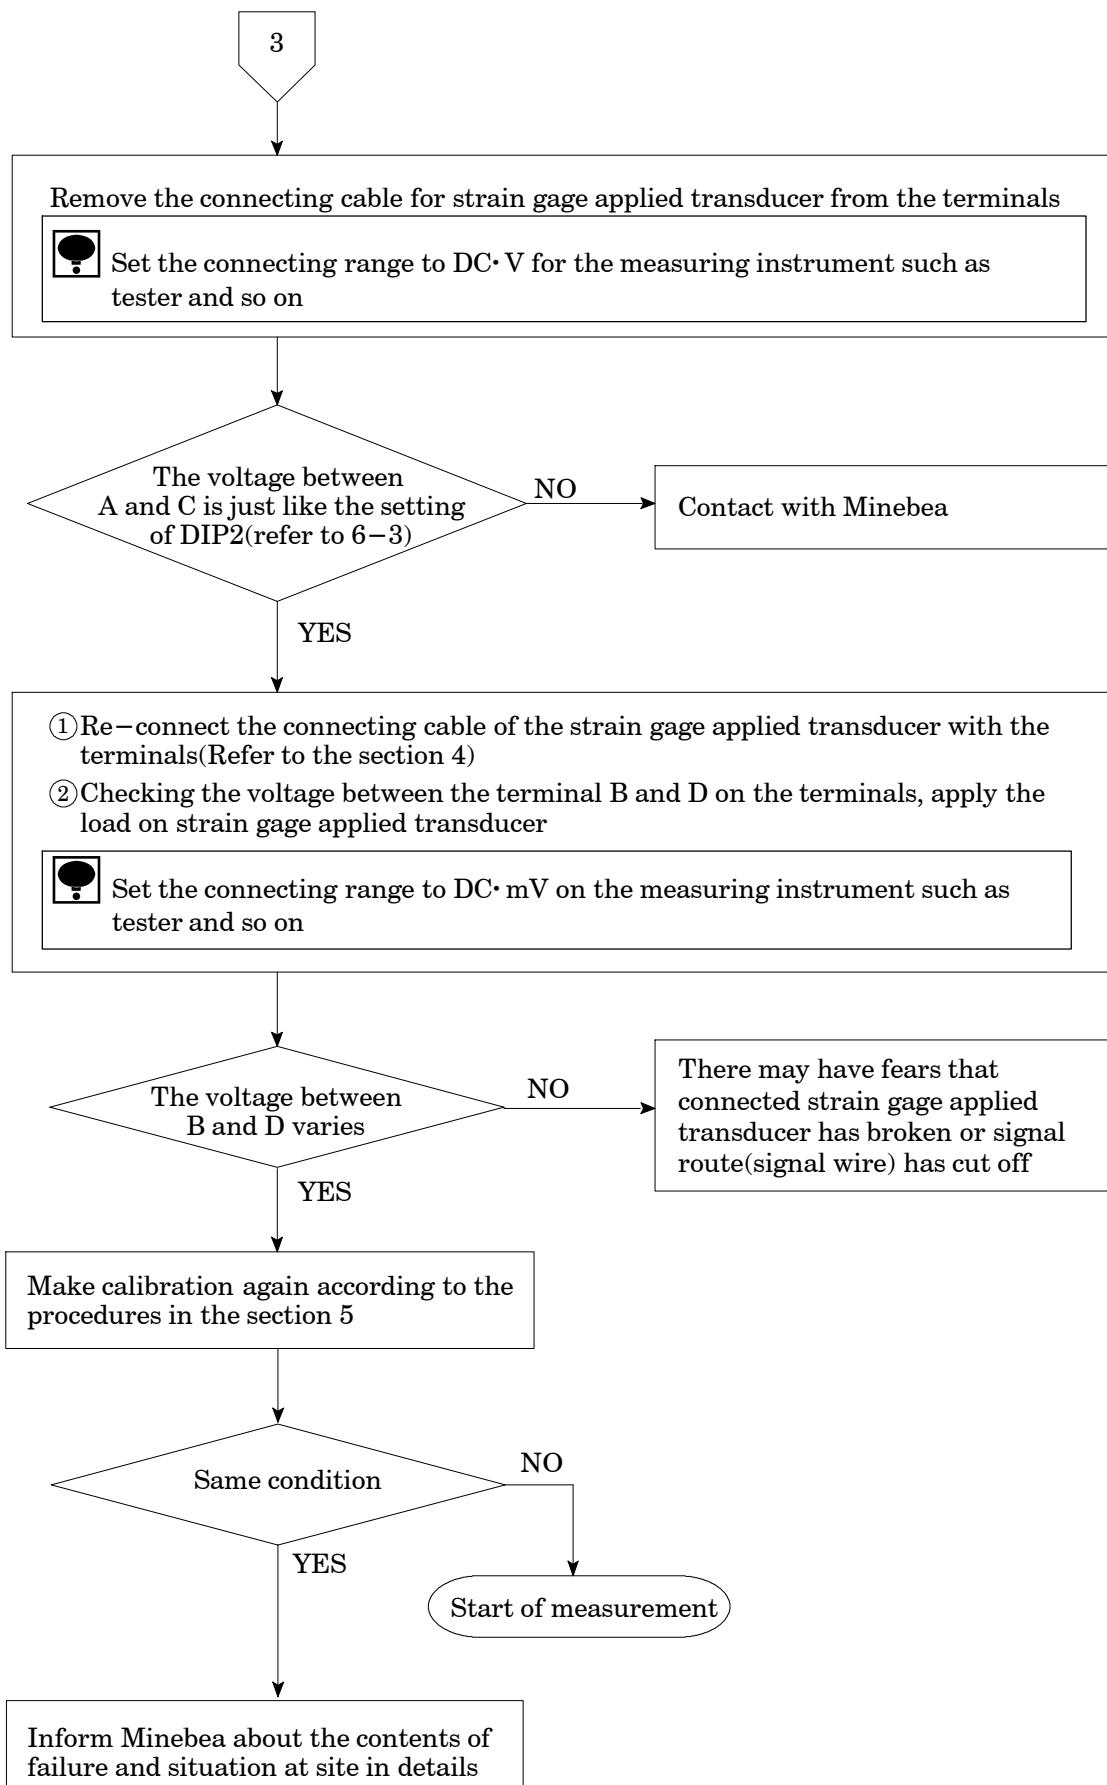 3
Remove the connecting cable for strain gage applied transducer from the terminals
Set the connecting range to DC・V for the measuring instrument such as
tester and so on
The voltage between
A and C is just like the setting
of DIP2(refer to 6−3)
NO
Contact with Minebea
YES
①Re−connect the connecting cable of the strain gage applied transducer with the
terminals(Refer to the section 4)
②Checking the voltage between the terminal B and D on the terminals, apply the
load on strain gage applied transducer
Set the connecting range to DC・mV on the measuring instrument such as
tester and so on
The voltage between
B and D varies
NO
There may have fears that
connected strain gage applied
transducer has broken or signal
route(signal wire) has cut off
YES
Make calibration again according to the
procedures in the section 5
Same condition
NO
YES
Start of measurement
Inform Minebea about the contents of
failure and situation at site in details